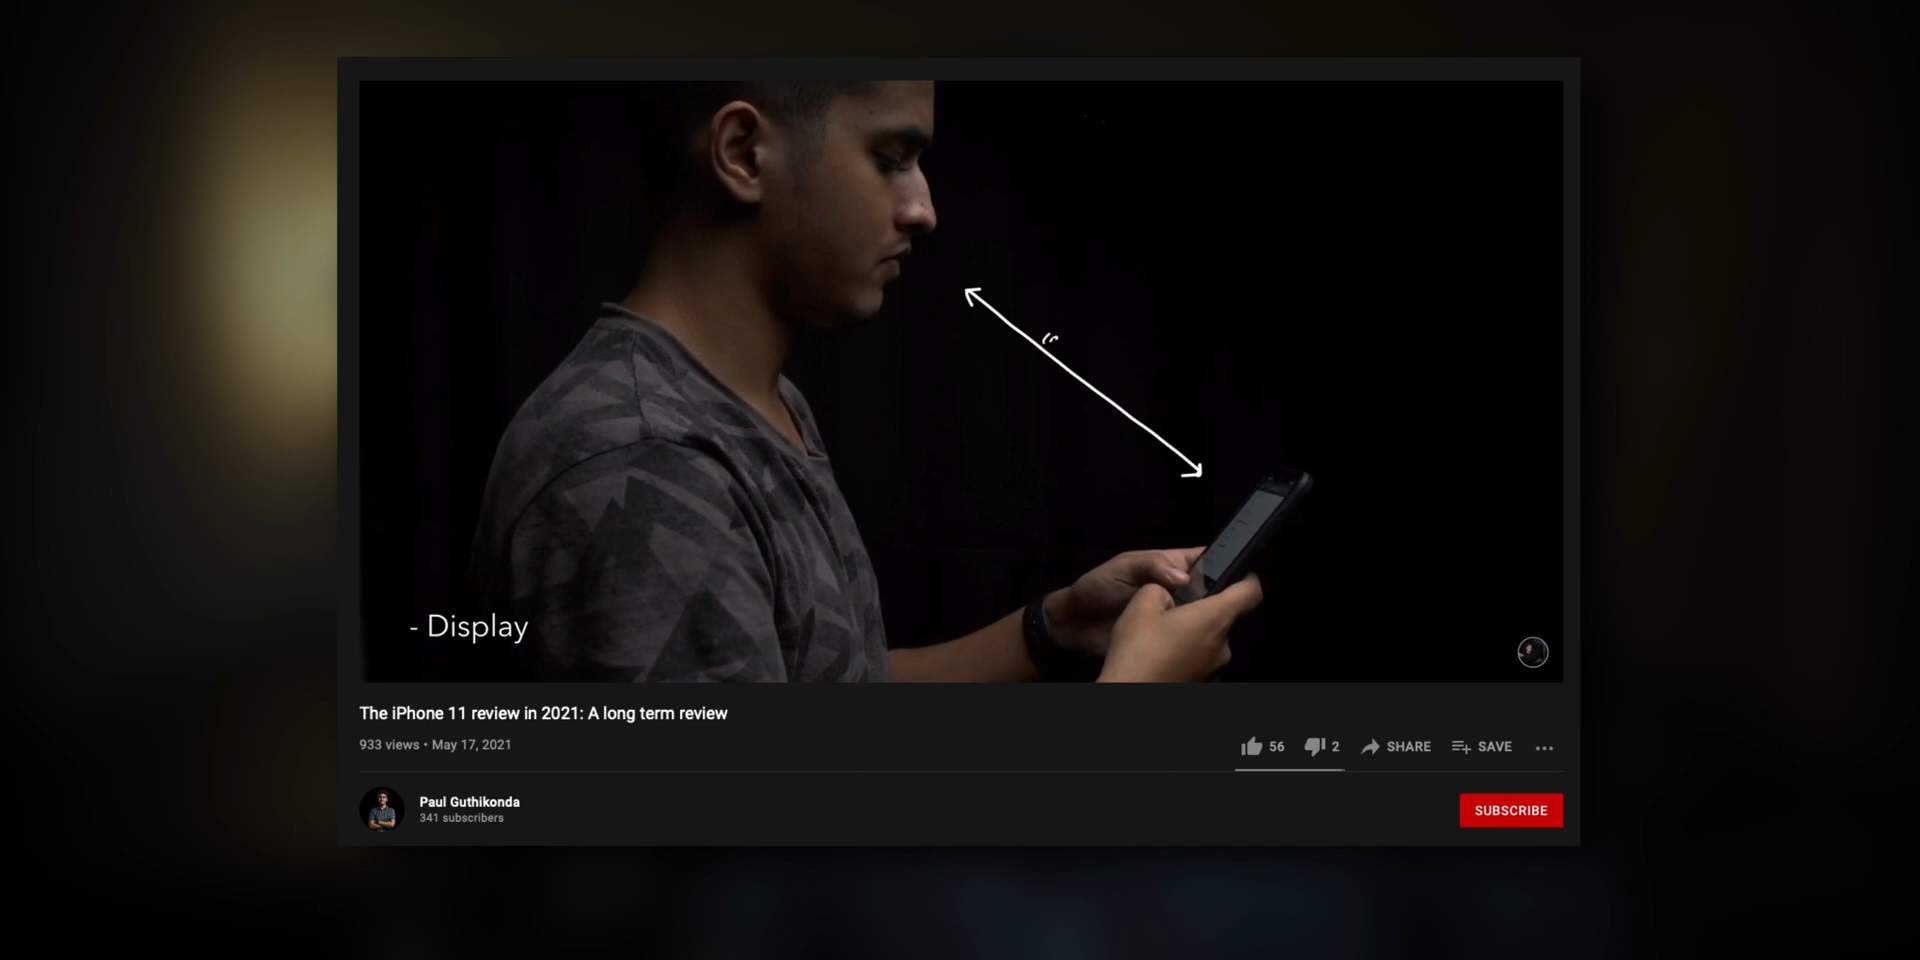 - Display
The iPhone 11 review in 2021: A long term review
933 views • May 17, 2021
56 2 SHARE SAVE ...
Paul Guthikonda
341 subscribers
SUBSCRIBE